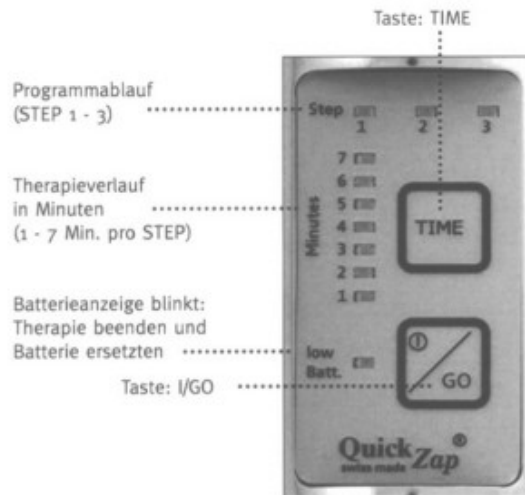 Taste: TIME
Programmablauf
(STEP 1 - 3)
Step
1 2 3
Therapieverlauf
in Minuten
(1 - 7 Min. pro STEP)
Minutes
7
6
5
4
3
2
1
TIME
Batterieanzeige blinkt:
Therapie beenden und
Batterie ersetzten
low
Batt.
Taste: I/GO
I
GO
Quick Zap®
swiss made